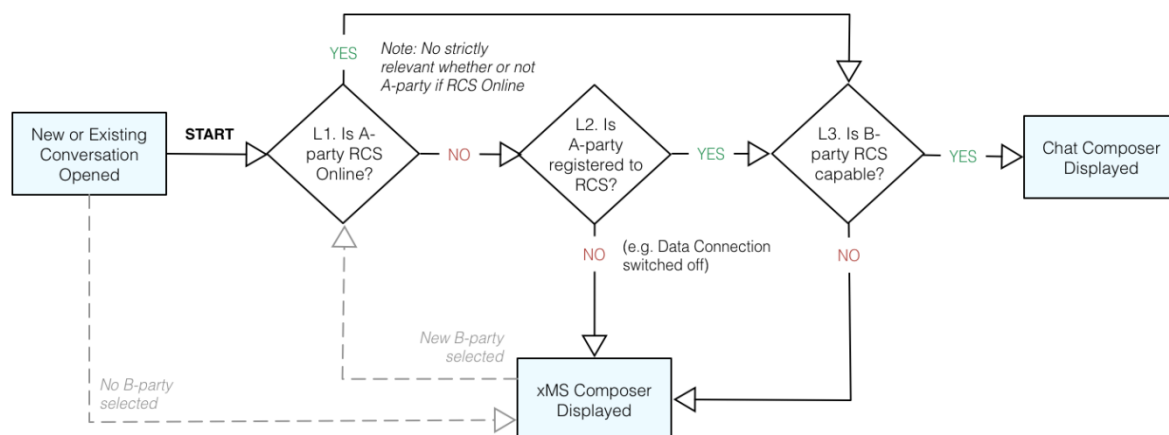 YES
Note: No strictly
relevant whether or not
A-party if RCS Online
New or Existing
Conversation
Opened
START
L1. Is A-
party RCS
Online?
NO
L2. Is
A-party
registered to
RCS?
YES
L3. Is B-
party RCS
capable?
YES
Chat Composer
Displayed
NO
(e.g. Data Connection
switched off)
NO
New B-party
selected
No B-party
selected
xMS Composer
Displayed